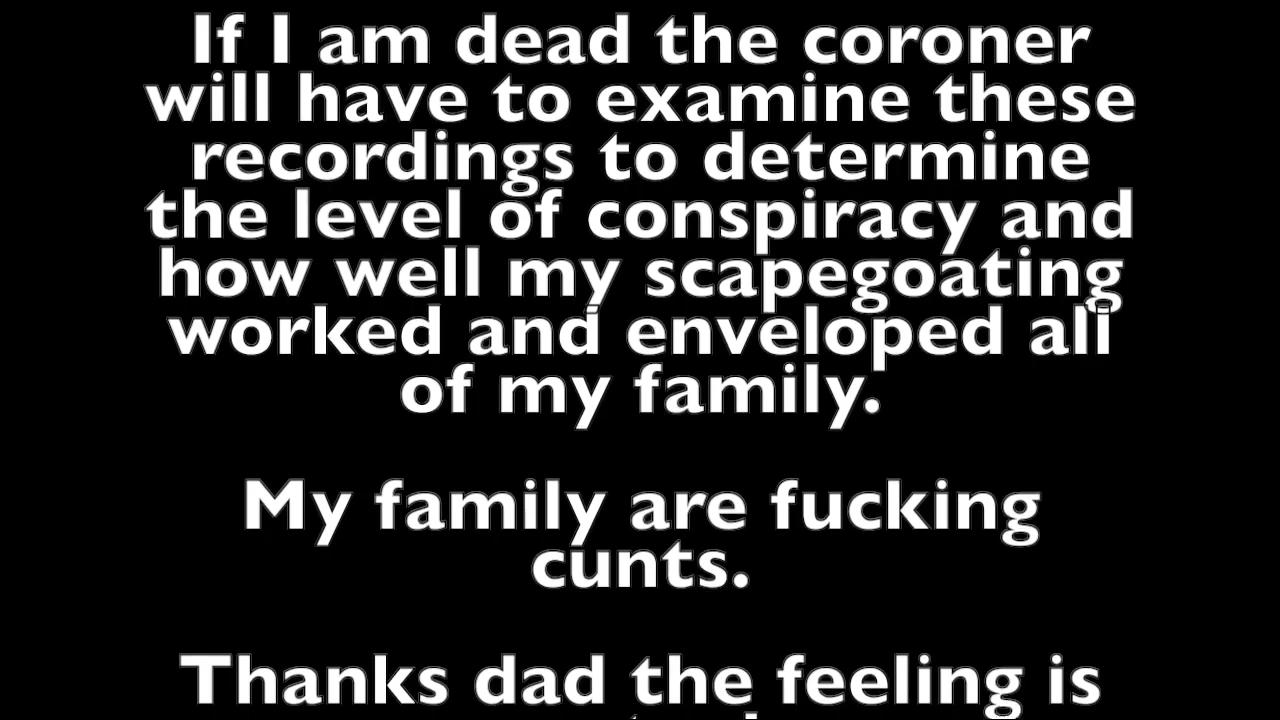 If I am dead the coroner
will have to examine these
recordings to determine
the level of conspiracy and
how well my scapegoating
worked and enveloped all
of my family.
My family are fucking
cunts.
Thanks dad the feeling is